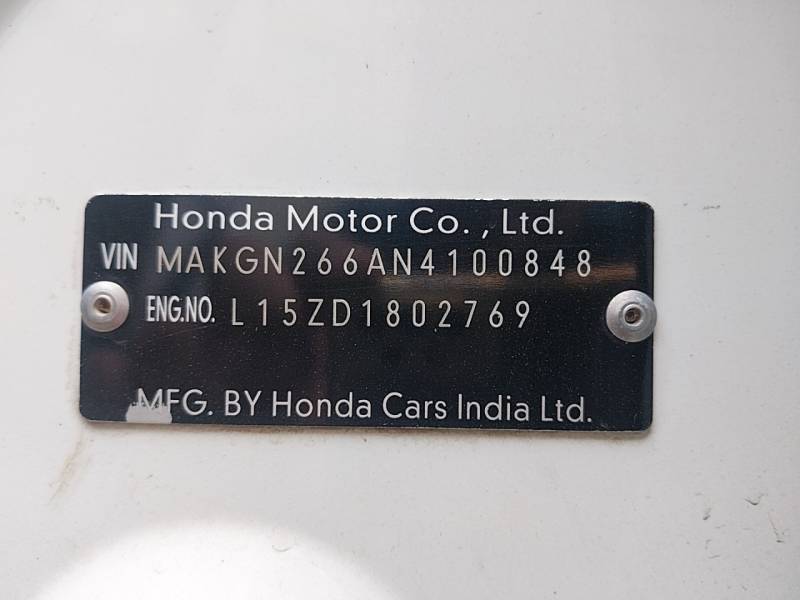 Honda Motor Co., Ltd.
VIN MAKGN266AN4100848
ENG.NO. L15ZD1802769
MFG. BY Honda Cars India Ltd.